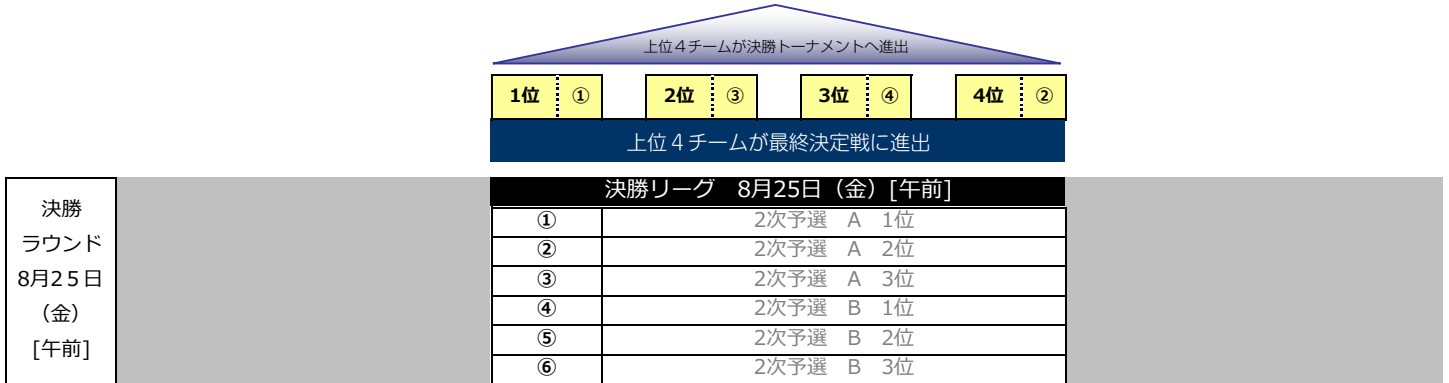 上位４チームが決勝トーナメントへ進出
1位 ① 2位 ③ 3位 ④ 4位 ②
上位４チームが最終決定戦に進出
決勝
ラウンド
8月2５日
（金）
[午前]
決勝リーグ　8月25日（金）[午前]
① 2次予選　A　1位
② 2次予選　A　2位
③ 2次予選　A　3位
④ 2次予選　B　1位
⑤ 2次予選　B　2位
⑥ 2次予選　B　3位